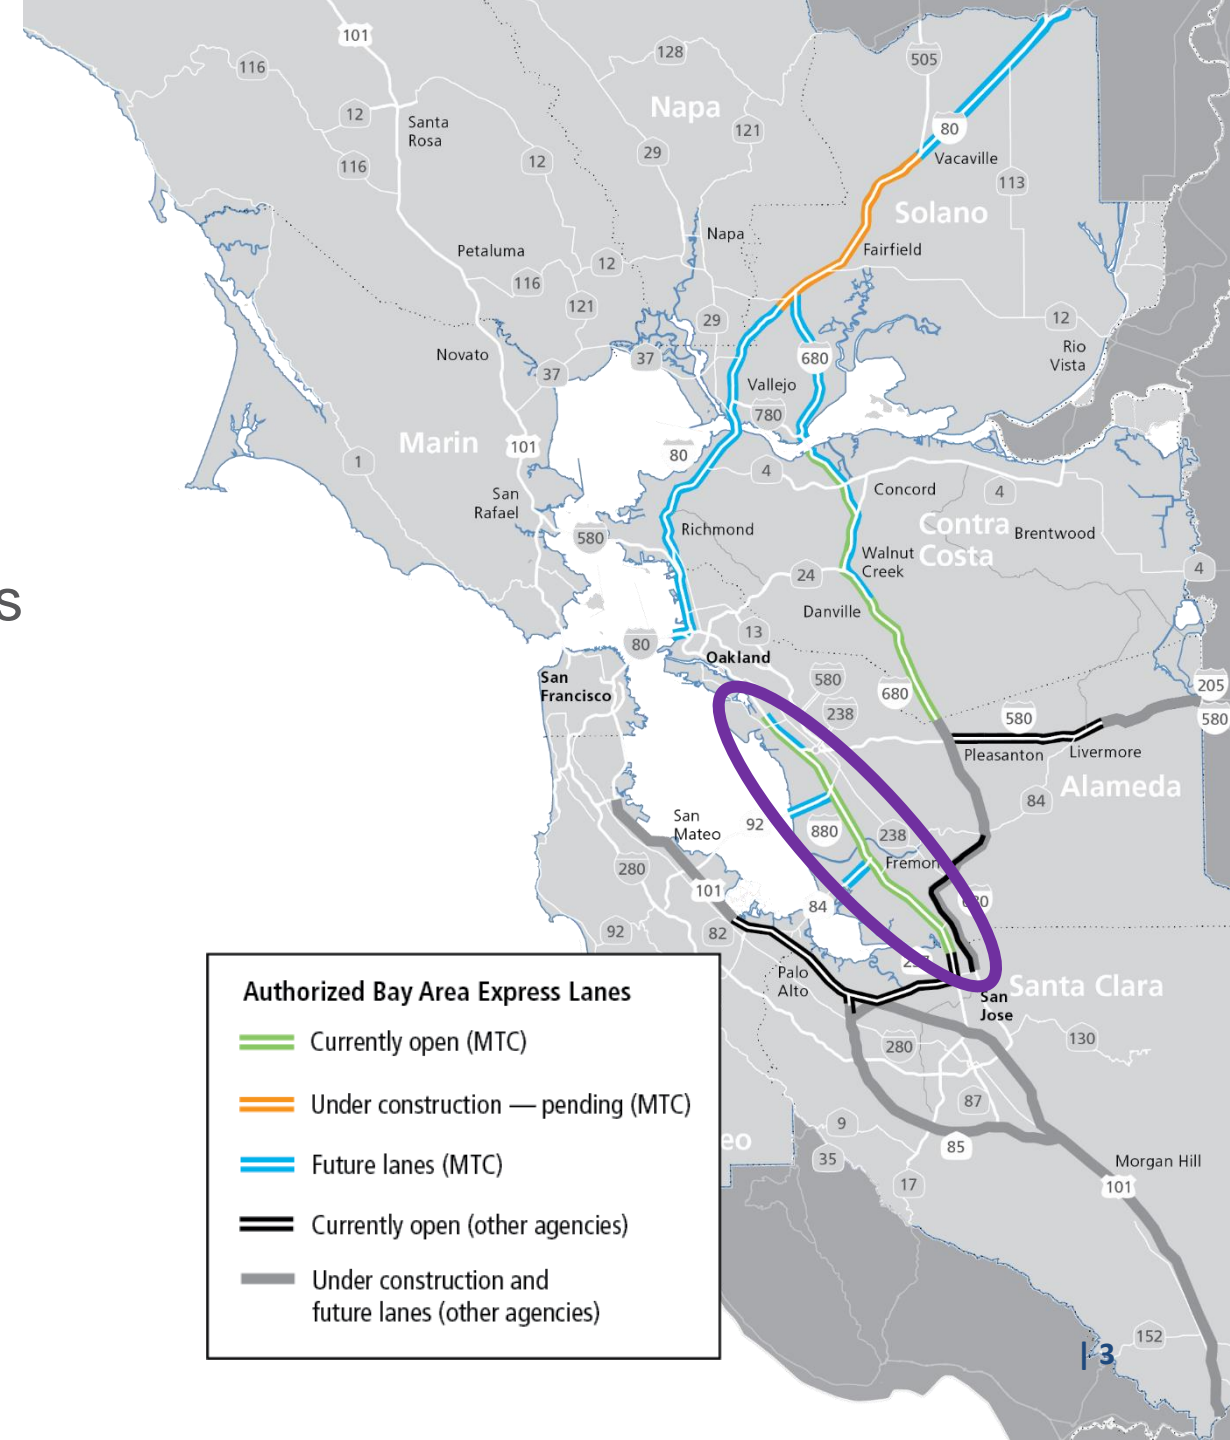 101
128
505
116
Napa
12
Santa
Rosa
121
80
116
12
29
Vacaville
113
Solano
Napa
Petaluma
12
Fairfield
116
121
29
12
Novato
37
37
680
Rio
Vista
Vallejo
780
Marin
101
80
1
4
San
Rafael
Concord
4
Contra
Costa
Richmond
Brentwood
580
Walnut
Creek
24
4
Danville
s
13
80
Oakland
San
Francisco
580
680
205
238
580
580
Pleasanton
Livermore
Alameda
84
San
Mateo
92
880
238
280
Fremon
101
84
92
82
Palo
Alto
Santa Clara
San
Jose
Authorized Bay Area Express Lanes
Currently open (MTC)
Under construction — pending (MTC)
Future lanes (MTC)
Currently open (other agencies)
Under construction and
future lanes (other agencies)
280
130
87
9
eo
35
85
17
Morgan Hill
101
152
| 3